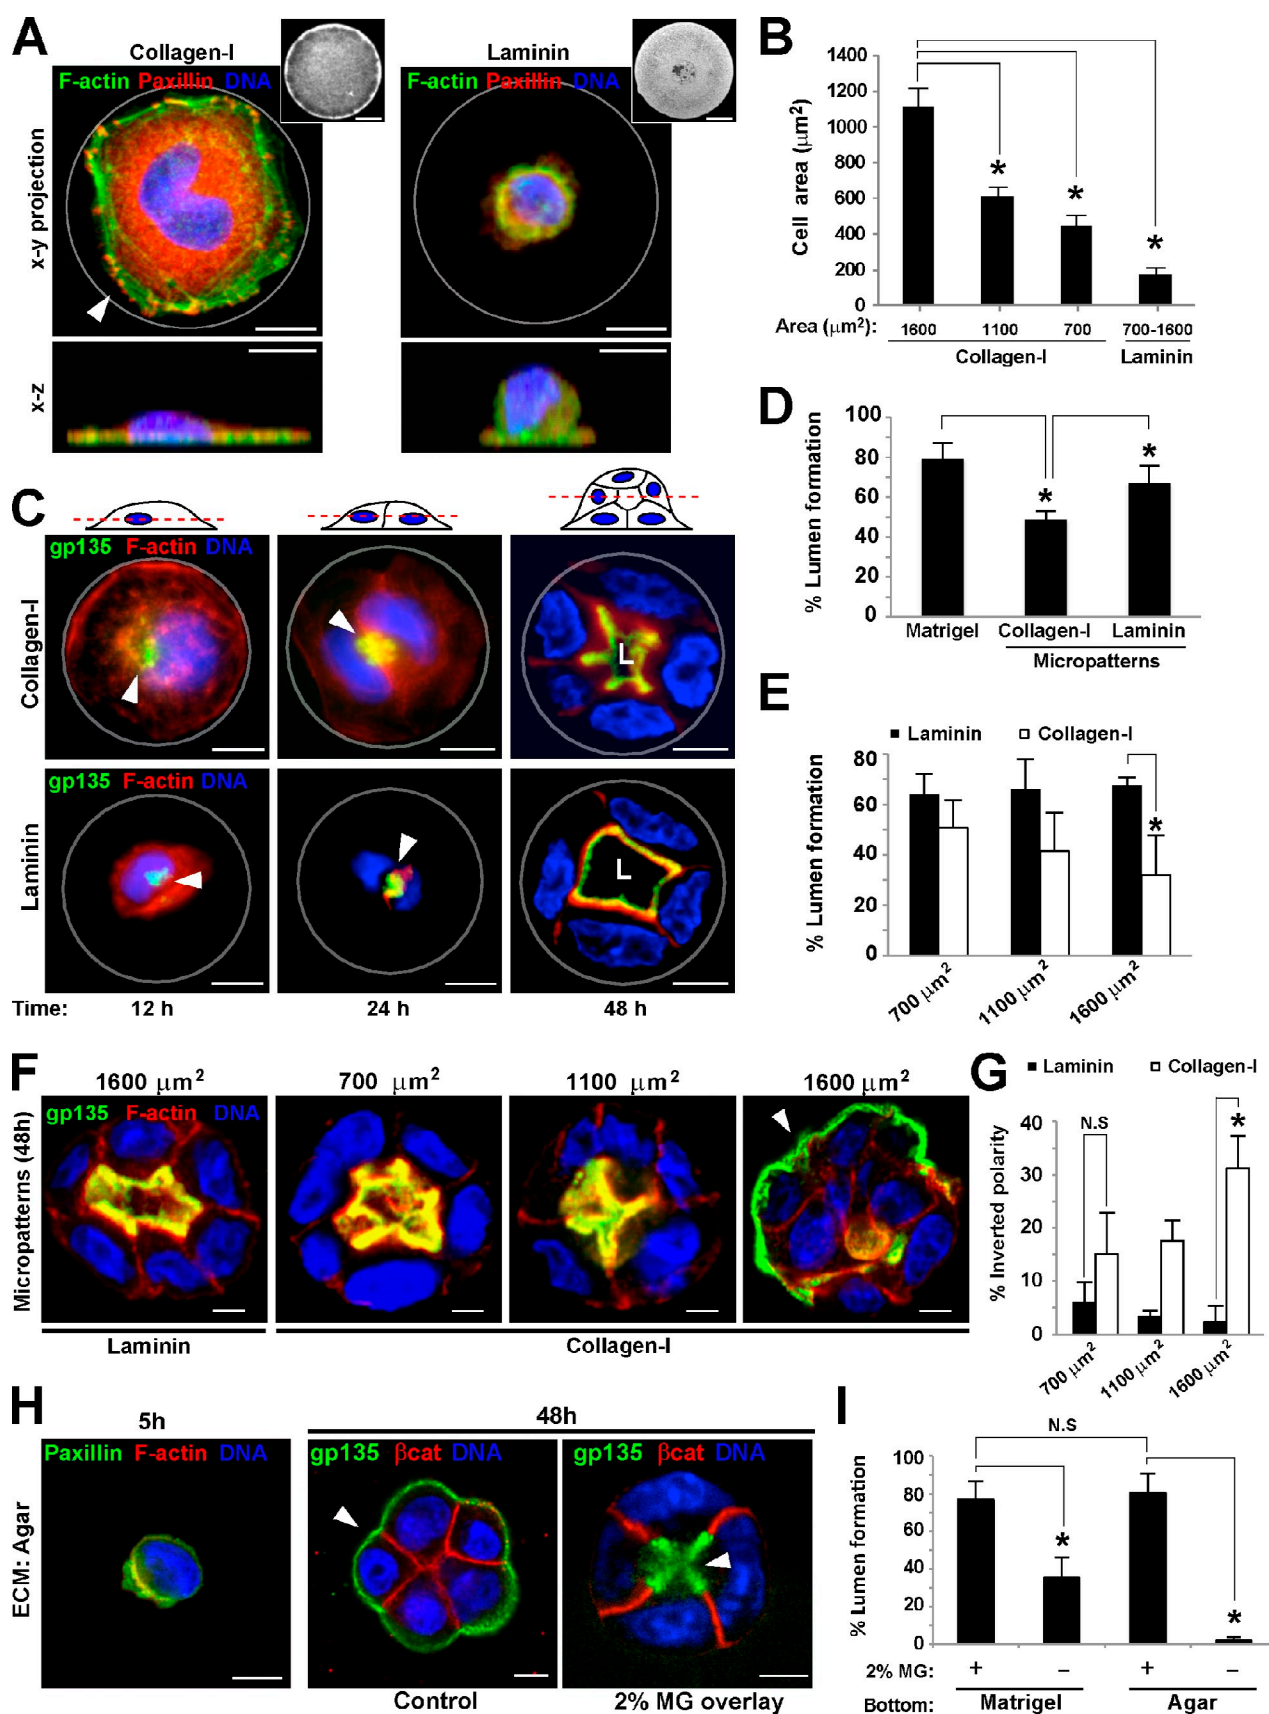 A
Collagen-I
F-actin Paxillin DNA
Laminin
F-actin Paxillin DNA
x-y projection
x-z
B
Cell area (μm²)
1400
1200
1000
800
600
400
200
0
*
*
*
Area (μm²):
1600
1100
700
700-1600
Collagen-I
Laminin
C
gp135 F-actin DNA
Collagen-I
L
gp135 F-actin DNA
Laminin
L
Time:
12 h
24 h
48 h
D
% Lumen formation
100
80
60
40
20
0
*
*
Matrigel
Collagen-I
Laminin
Micropatterns
E
Laminin
Collagen-I
% Lumen formation
80
60
40
20
0
*
700 μm²
1100 μm²
1600 μm²
F
1600 μm²
700 μm²
1100 μm²
1600 μm²
gp135 F-actin DNA
Micropatterns (48h)
Laminin
Collagen-I
G
Laminin
Collagen-I
% Inverted polarity
40
30
20
10
0
N.S
*
700 μm²
1100 μm²
1600 μm²
H
5h
48h
Paxillin F-actin DNA
gp135 βcat DNA
gp135 βcat DNA
ECM: Agar
Control
2% MG overlay
I
% Lumen formation
100
80
60
40
20
0
N.S
*
*
2% MG:
+
–
+
–
Bottom:
Matrigel
Agar